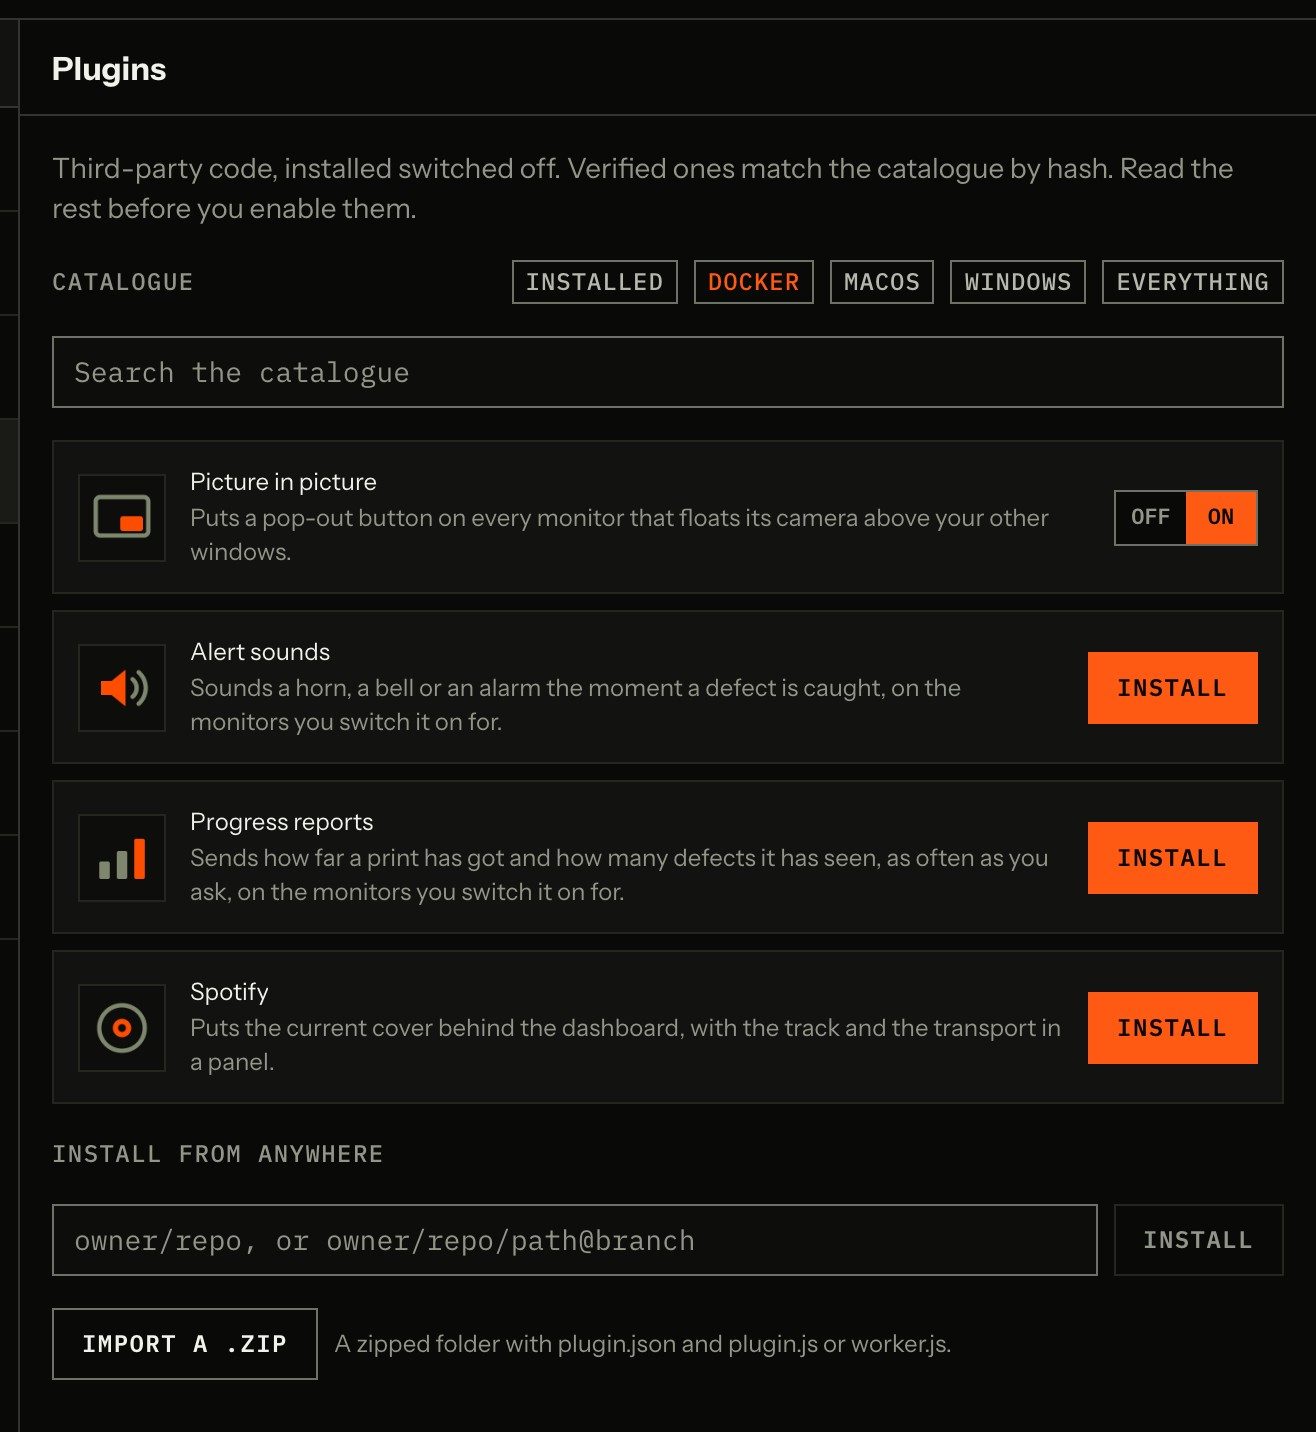 Plugins
Third-party code, installed switched off. Verified ones match the catalogue by hash. Read the
rest before you enable them.
CATALOGUE
INSTALLED
DOCKER
MACOS
WINDOWS
EVERYTHING
Search the catalogue
Picture in picture
Puts a pop-out button on every monitor that floats its camera above your other
windows.
OFF
ON
Alert sounds
Sounds a horn, a bell or an alarm the moment a defect is caught, on the
monitors you switch it on for.
INSTALL
Progress reports
Sends how far a print has got and how many defects it has seen, as often as you
ask, on the monitors you switch it on for.
INSTALL
Spotify
Puts the current cover behind the dashboard, with the track and the transport in
a panel.
INSTALL
INSTALL FROM ANYWHERE
owner/repo, or owner/repo/path@branch
INSTALL
IMPORT A .ZIP
A zipped folder with plugin.json and plugin.js or worker.js.